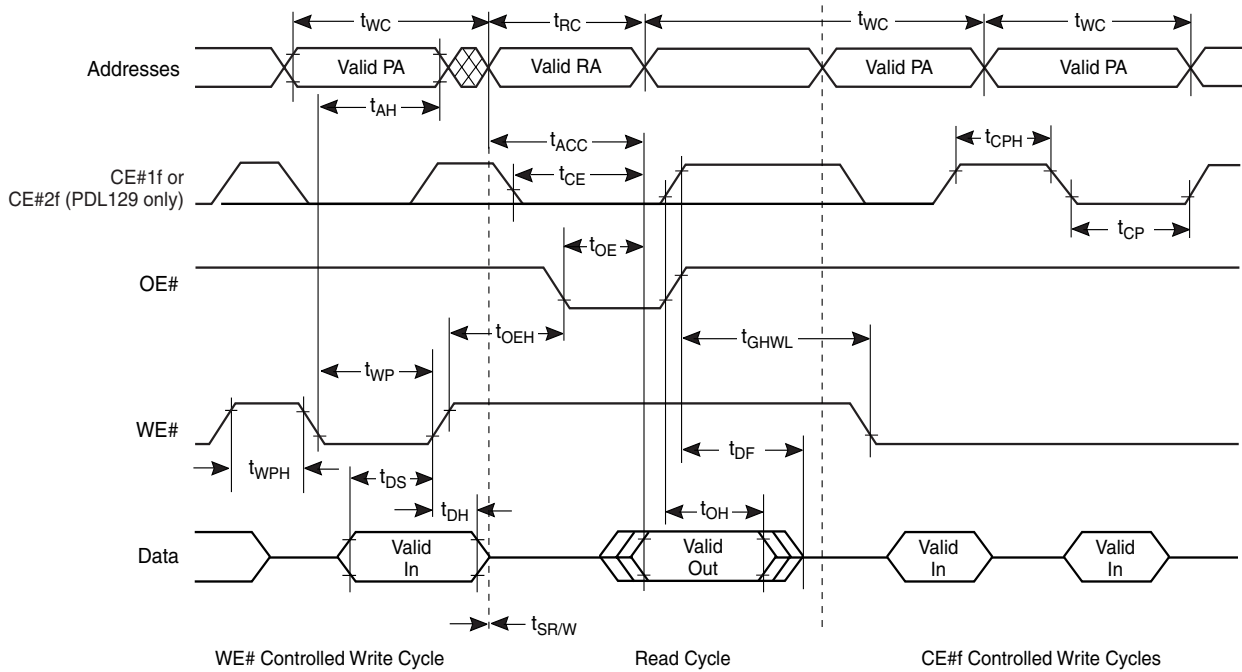 tWC tRC tWC tWC
Addresses Valid PA Valid RA Valid PA Valid PA
tAH
tACC tCPH
CE#1f or
CE#2f (PDL129 only)
tCE
tCP
tOE
OE#
tOEH tGHWL
tWP
WE#
tWPH tDS tDF
tDH tOH
Data Valid In Valid Out Valid In Valid In
tSR/W
WE# Controlled Write Cycle Read Cycle CE#f Controlled Write Cycles